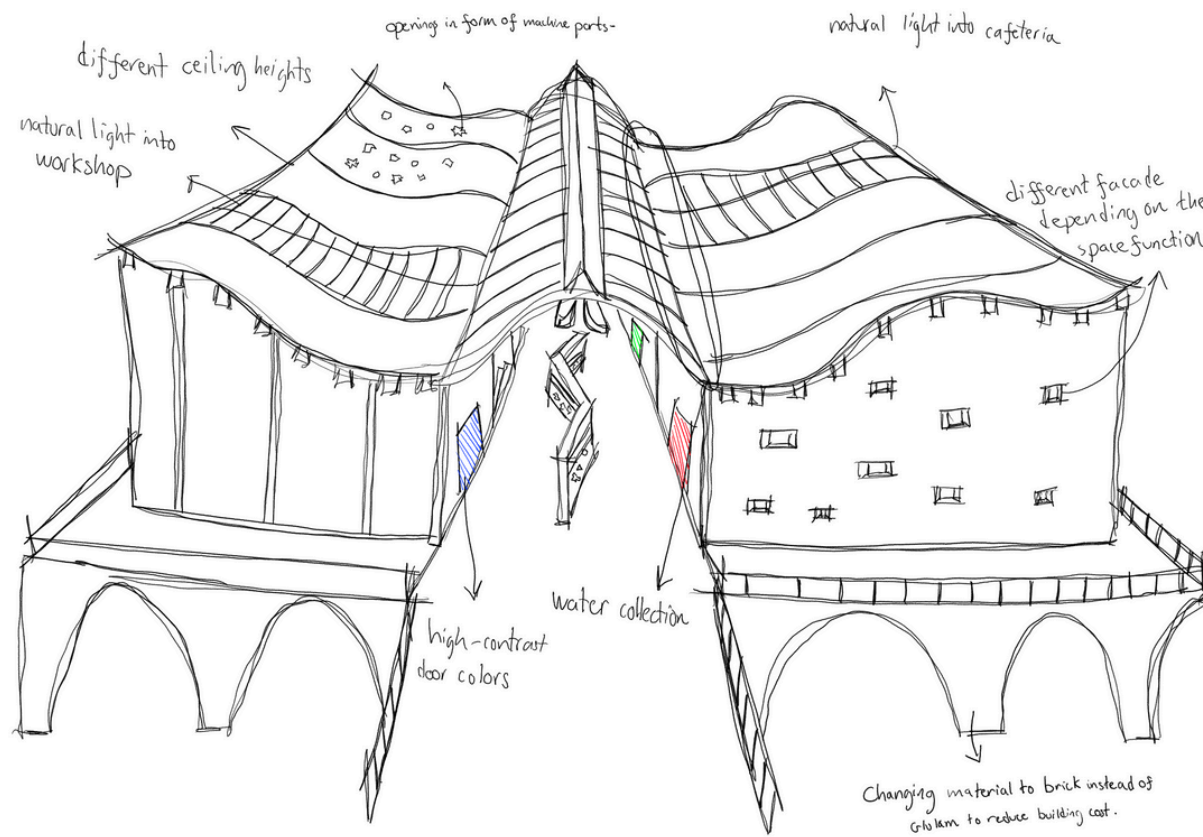 openings in form of machine parts-
natural light into cafeteria
different ceiling heights
natural light into
workshop
different facade
depending on the
space function
water collection
high-contrast
door colors
Changing material to brick instead of
Glulam to reduce building cost.